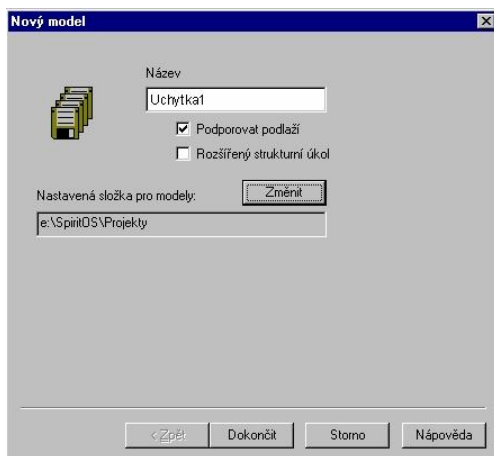 Nový model
Název
Uchytka1
Podporovat podlaží
Rozšířený strukturní úkol
Nastavená složka pro modely:
Změnit
e:\SpiritOS\Projekty
< Zpět
Dokončit
Storno
Nápověda